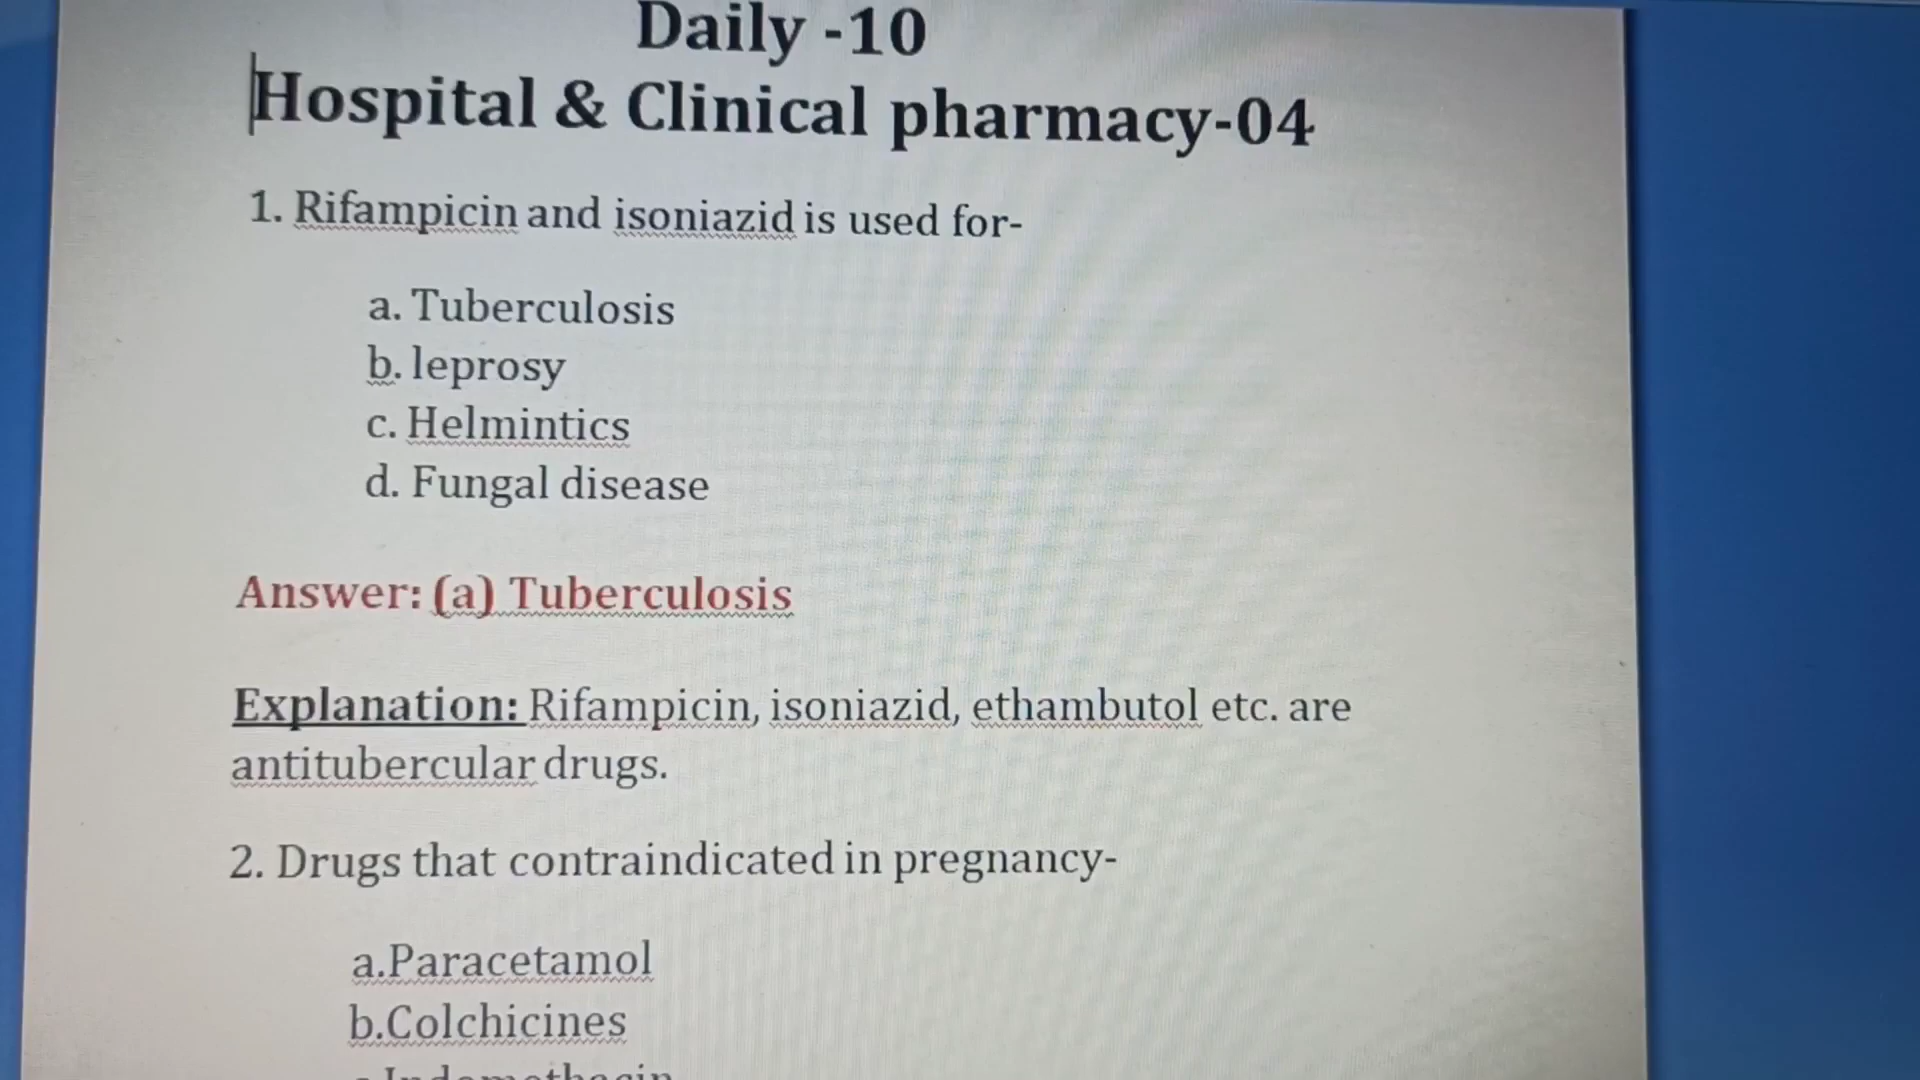 Daily -10
Hospital & Clinical pharmacy-04
1. Rifampicin and isoniazid is used for-
a. Tuberculosis
b. leprosy
c. Helmintics
d. Fungal disease
Answer: (a) Tuberculosis
Explanation: Rifampicin, isoniazid, ethambutol etc. are
antitubercular drugs.
2. Drugs that contraindicated in pregnancy-
a.Paracetamol
b.Colchicines